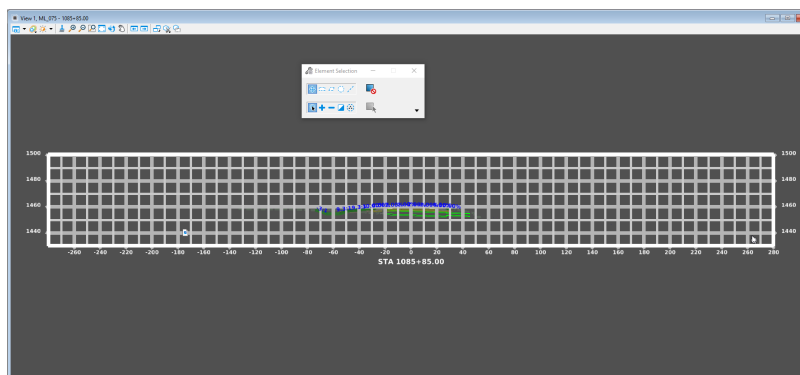 View 1, ML_075 - 1085+85.00
Element Selection
1500 1500
1480 1480
1460 1460
1440 1440
-260 -240 -220 -200 -180 -160 -140 -120 -100 -80 -60 -40 -20 0 20 40 60 80 100 120 140 160 180 200 220 240 260 280
STA 1085+85.00